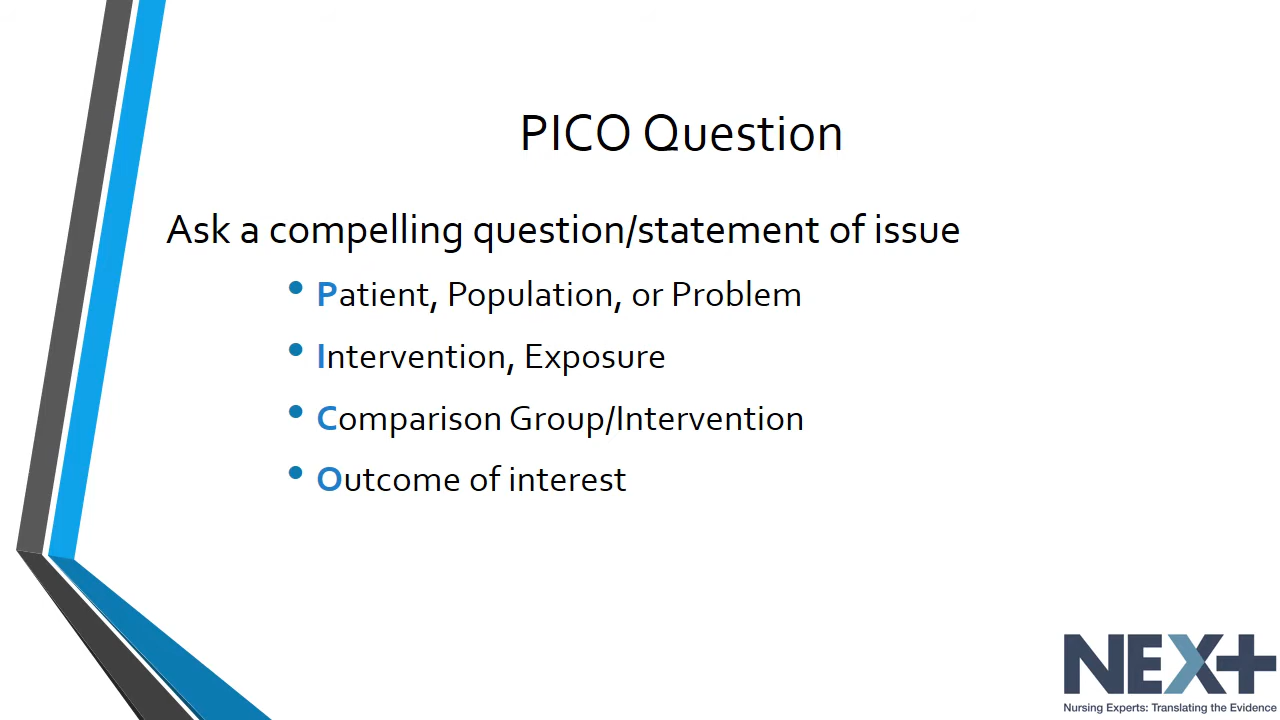 PICO Question
Ask a compelling question/statement of issue
• Patient, Population, or Problem
• Intervention, Exposure
• Comparison Group/Intervention
• Outcome of interest
NEX+
Nursing Experts: Translating the Evidence